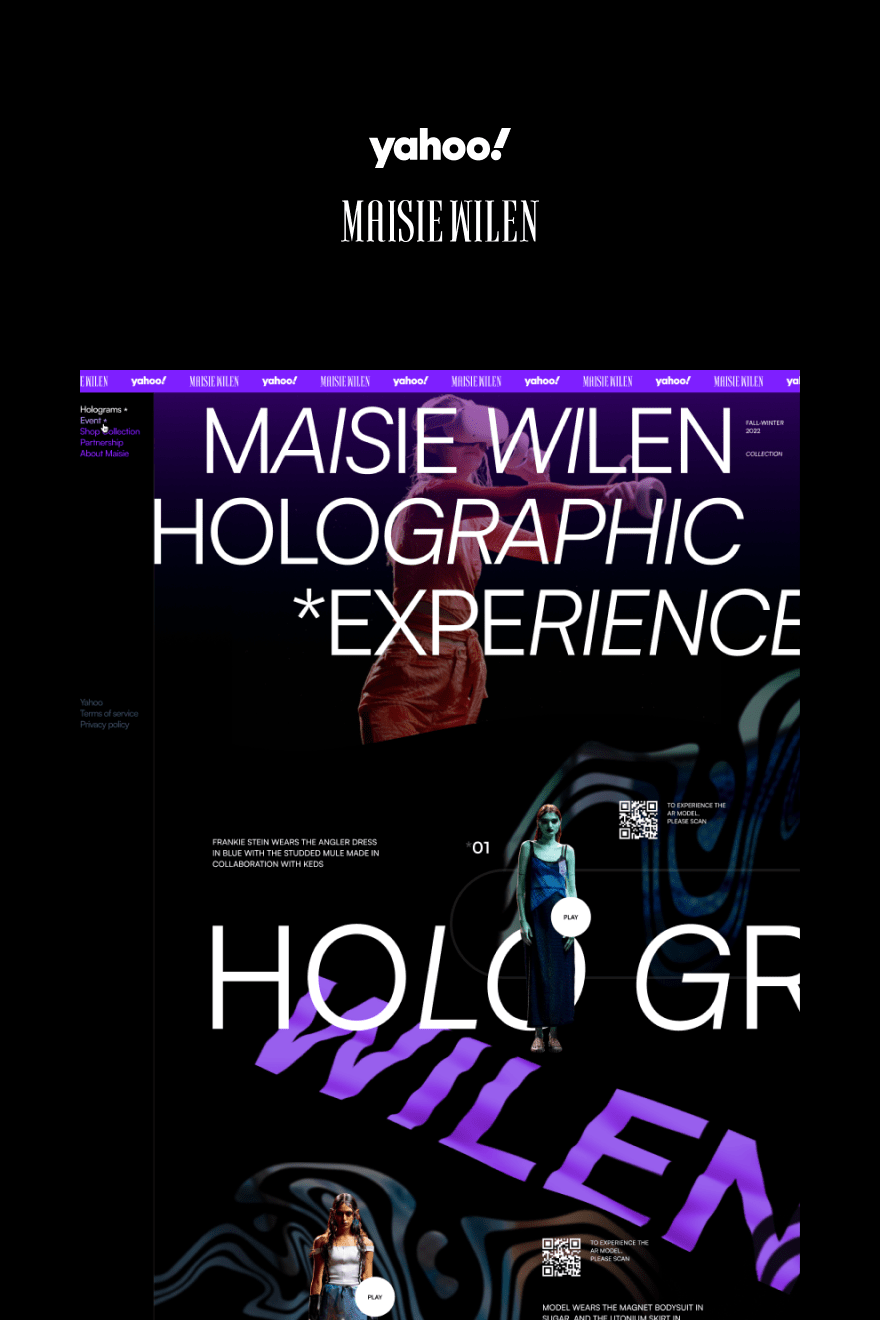 yahoo!
MAISIE WILEN
E WILEN yahoo! MAISIE WILEN yahoo! MAISIE WILEN yahoo! MAISIE WILEN yahoo! MAISIE WILEN yahoo! MAISIE WILEN ya
Holograms •
Event •
Shop Collection
Partnership
About Maisie
MAISIE WILEN
FALL-WINTER
2022
COLLECTION
HOLOGRAPHIC
*EXPERIENCE
Yahoo
Terms of service
Privacy policy
TO EXPERIENCE THE
AR MODEL,
PLEASE SCAN
FRANKIE STEIN WEARS THE ANGLER DRESS
IN BLUE WITH THE STUDDED MULE MADE IN
COLLABORATION WITH KEDS
*01
PLAY
HOLO GR
WILEN
TO EXPERIENCE THE
AR MODEL,
PLEASE SCAN
PLAY
MODEL WEARS THE MAGNET BODYSUIT IN
SUGAR, AND THE UTONIUM SKIRT IN